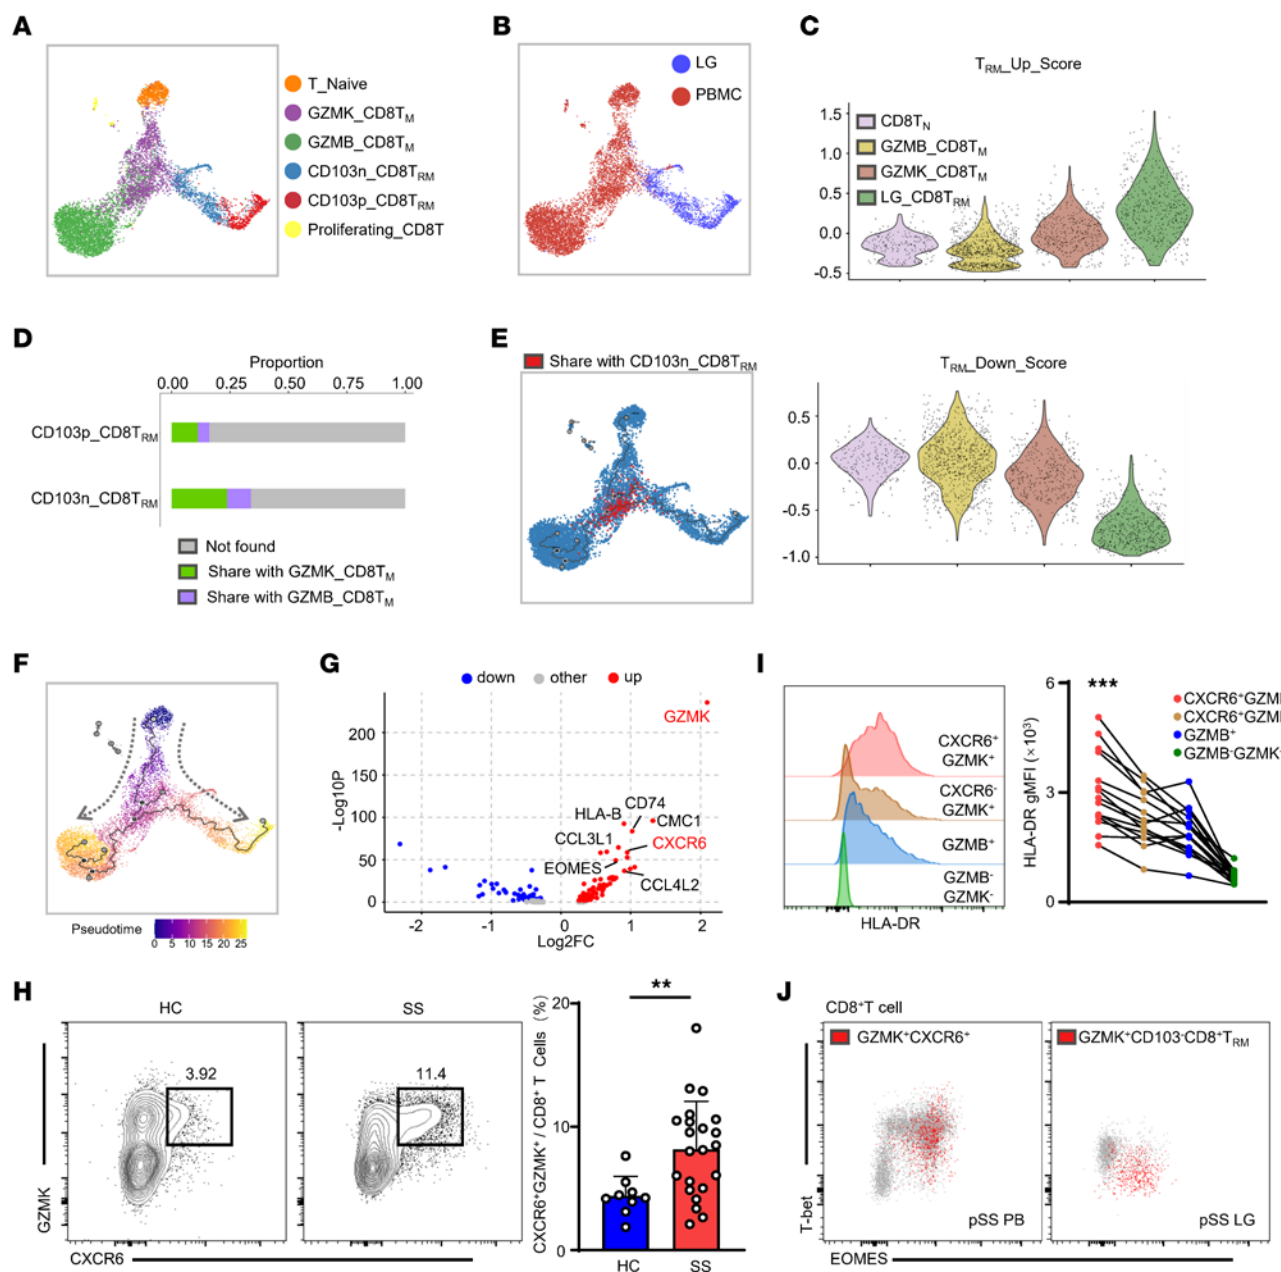 A
T_Naive
GZMK_CD8TM
GZMB_CD8TM
CD103n_CD8TRM
CD103p_CD8TRM
Proliferating_CD8T
B
LG
PBMC
C
TRM_Up_Score
CD8TN
GZMB_CD8TM
GZMK_CD8TM
LG_CD8TRM
1.5
1.0
0.5
0.0
-0.5
D
Proportion
0.00 0.25 0.50 0.75 1.00
CD103p_CD8TRM
CD103n_CD8TRM
Not found
Share with GZMK_CD8TM
Share with GZMB_CD8TM
E
Share with CD103n_CD8TRM
TRM_Down_Score
0.5
0.0
-0.5
-1.0
F
Pseudotime
0 5 10 15 20 25
G
down other up
GZMK
HLA-B
CD74
CMC1
CCL3L1
CXCR6
EOMES
CCL4L2
-Log10P
200
150
100
50
0
-2 -1 0 1 2
Log2FC
I
CXCR6+
GZMK+
CXCR6-
GZMK+
GZMB+
GZMB-
GZMK-
HLA-DR
HLA-DR gMFI (×10³)
6
3
0
***
CXCR6+GZM
CXCR6+GZM
GZMB+
GZMB-GZMK
H
HC
3.92
SS
11.4
GZMK
CXCR6
CXCR6+GZMK+ / CD8+ T Cells (%)
20
10
0
**
HC SS
J
CD8+T cell
GZMK+CXCR6+
pSS PB
GZMK+CD103-CD8+TRM
pSS LG
T-bet
EOMES